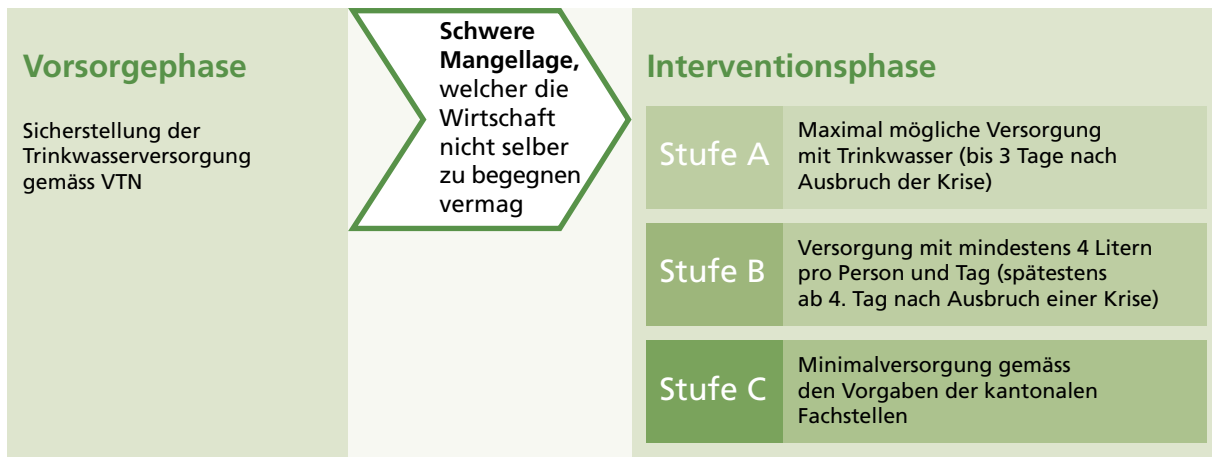 Vorsorgephase
Sicherstellung der
Trinkwasserversorgung
gemäss VTN
Schwere
Mangellage,
welcher die
Wirtschaft
nicht selber
zu begegnen
vermag
Interventionsphase
Stufe A
Maximal mögliche Versorgung
mit Trinkwasser (bis 3 Tage nach
Ausbruch der Krise)
Stufe B
Versorgung mit mindestens 4 Litern
pro Person und Tag (spätestens
ab 4. Tag nach Ausbruch einer Krise)
Stufe C
Minimalversorgung gemäss
den Vorgaben der kantonalen
Fachstellen